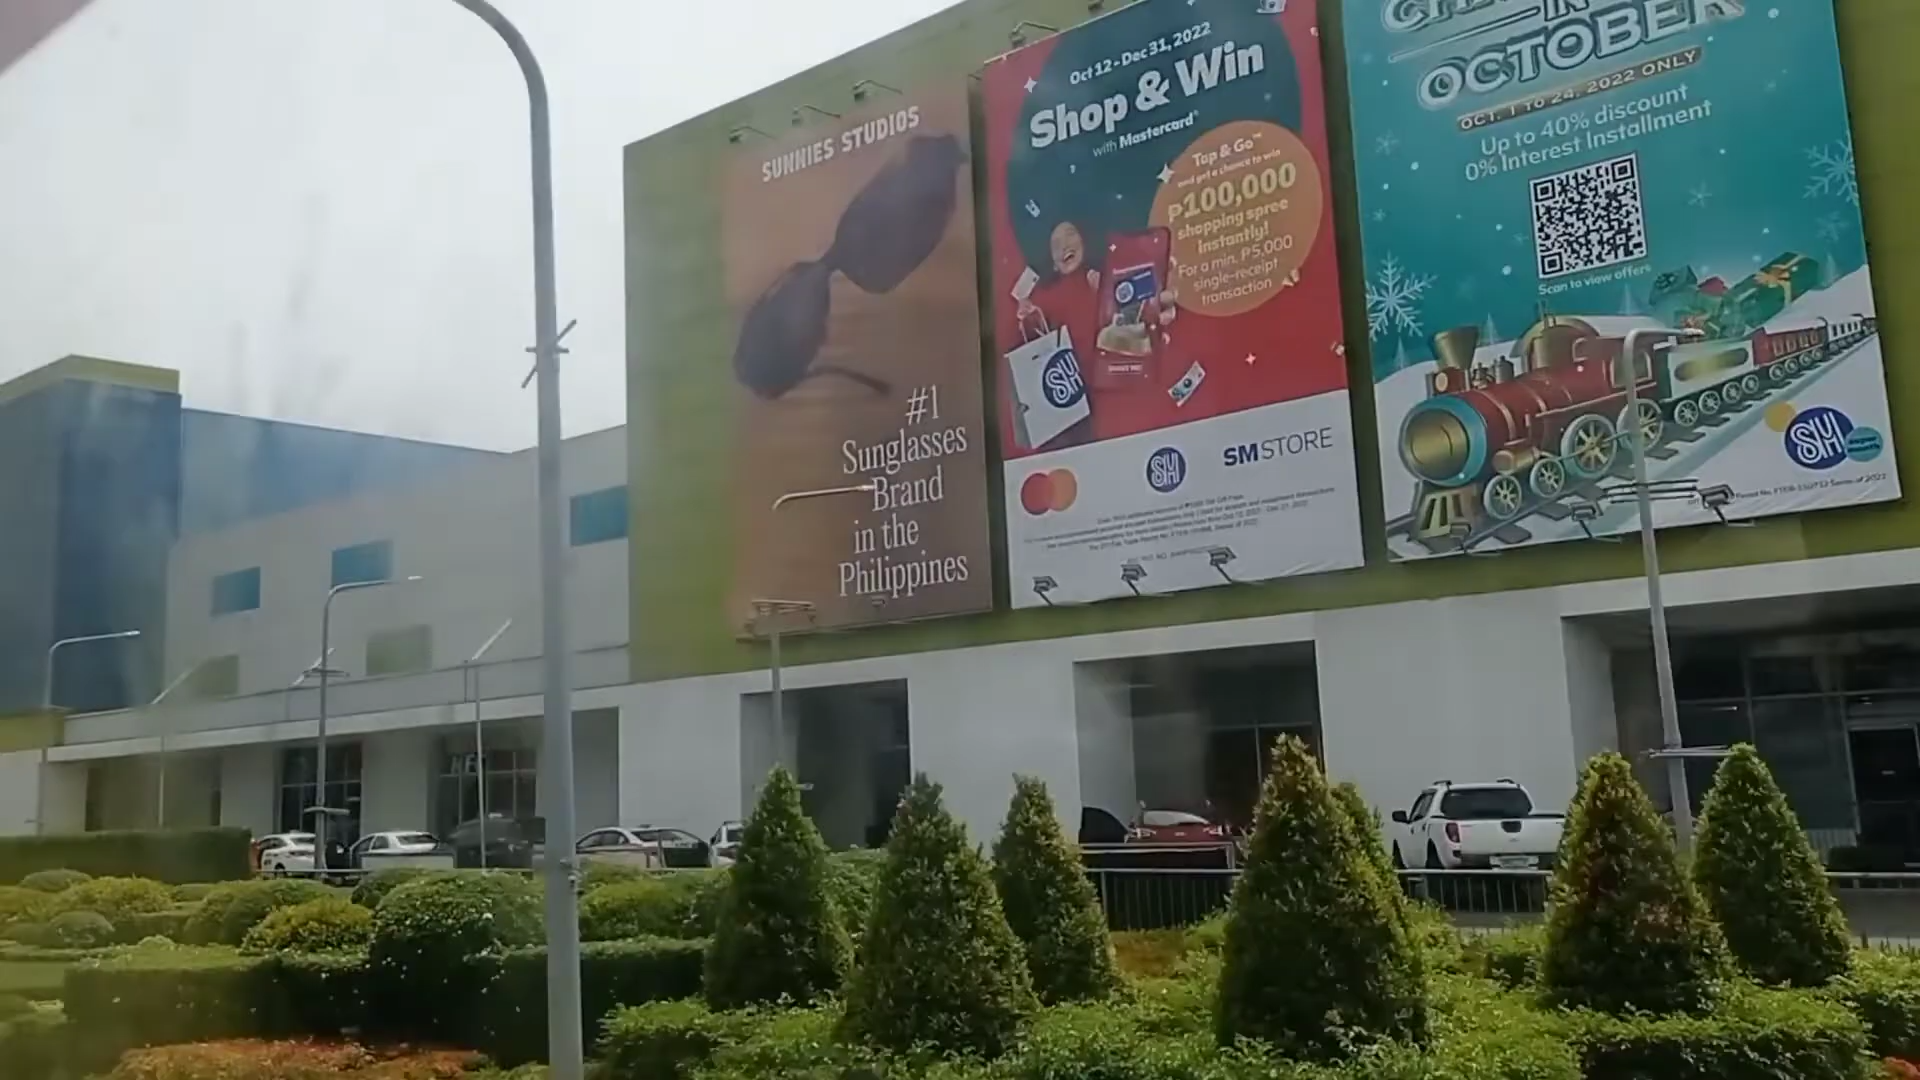 SUNNIES STUDIOS
#1
Sunglasses
Brand
in the
Philippines
Oct 12 - Dec 31, 2022
Shop & Win
with Mastercard
Tap & Go™
and get a chance to win
₱100,000
shopping spree
instantly!
For a min. ₱5,000
single-receipt
transaction
SM
SM
SM STORE
IN
OCTOBER
OCT. 1 TO 24, 2022 ONLY
Up to 40% discount
0% Interest Installment
Scan to view offers
SM